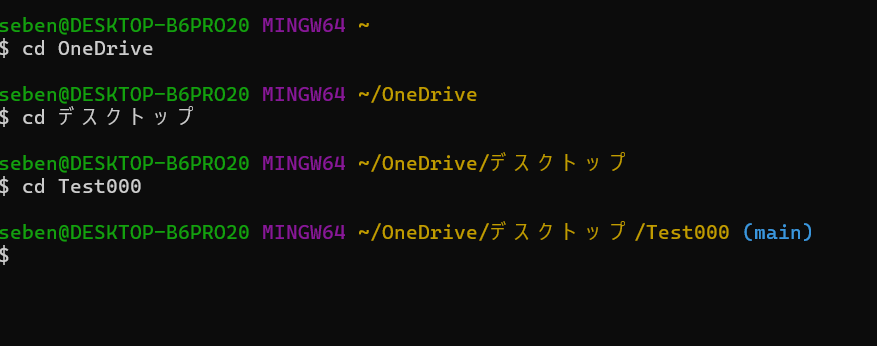 seben@DESKTOP-B6PRO20 MINGW64 ~
$ cd OneDrive
seben@DESKTOP-B6PRO20 MINGW64 ~/OneDrive
$ cd デスクトップ
seben@DESKTOP-B6PRO20 MINGW64 ~/OneDrive/デスクトップ
$ cd Test000
seben@DESKTOP-B6PRO20 MINGW64 ~/OneDrive/デスクトップ/Test000 (main)
$